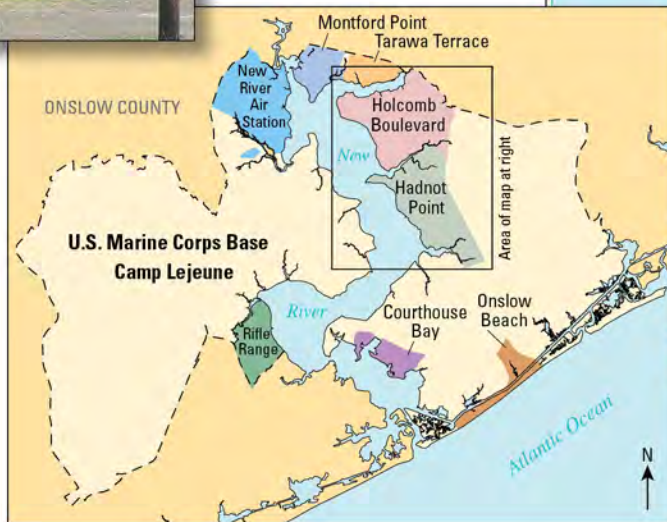 Montford Point
Tarawa Terrace
New
River
Air
Station
ONSLOW COUNTY
Holcomb
Boulevard
New
Hadnot
Point
Area of map at right
U.S. Marine Corps Base
Camp Lejeune
River
Rifle
Range
Courthouse
Bay
Onslow
Beach
Atlantic Ocean
N